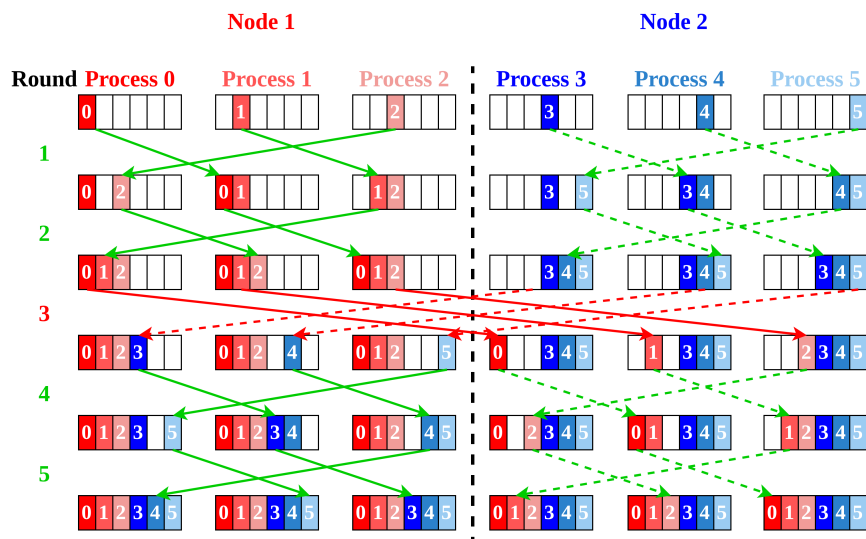 Node 1 Node 2
Round Process 0 Process 1 Process 2 Process 3 Process 4 Process 5
0 1 2 3 4 5
1
0 2 0 1 1 2 3 5 3 4 4 5
2
0 1 2 0 1 2 0 1 2 3 4 5 3 4 5 3 4 5
3
0 1 2 3 0 1 2 4 0 1 2 5 0 3 4 5 1 3 4 5 2 3 4 5
4
0 1 2 3 5 0 1 2 3 4 0 1 2 4 5 0 2 3 4 5 0 1 3 4 5 1 2 3 4 5
5
0 1 2 3 4 5 0 1 2 3 4 5 0 1 2 3 4 5 0 1 2 3 4 5 0 1 2 3 4 5 0 1 2 3 4 5